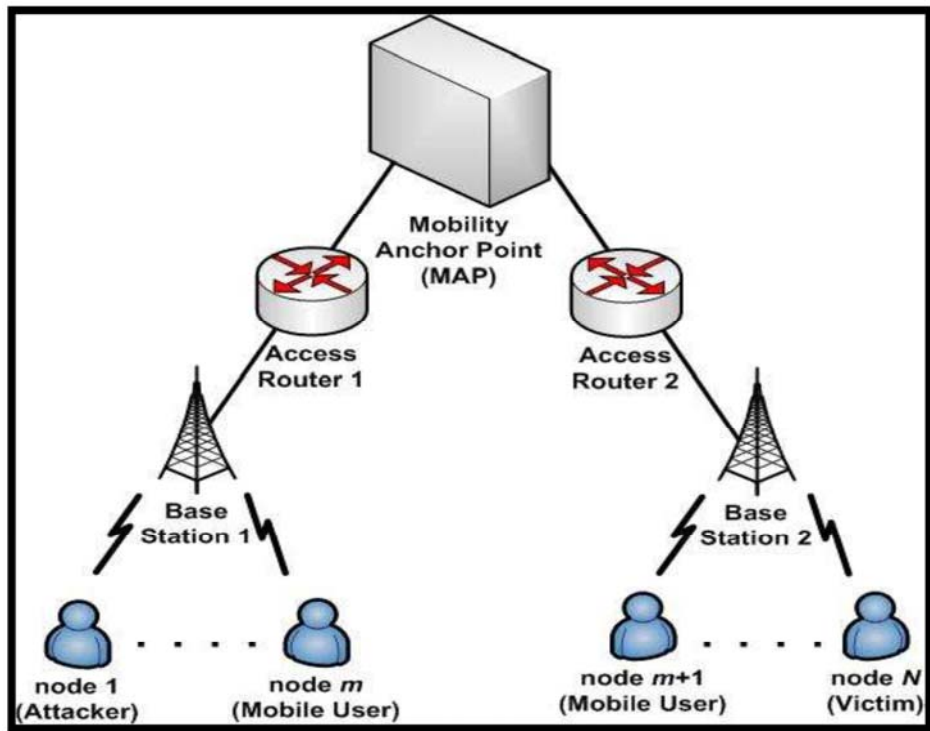 Mobility
Anchor Point
(MAP)
Access
Router 1
Access
Router 2
Base
Station 1
Base
Station 2
node 1
(Attacker)
node m
(Mobile User)
node m+1
(Mobile User)
node N
(Victim)